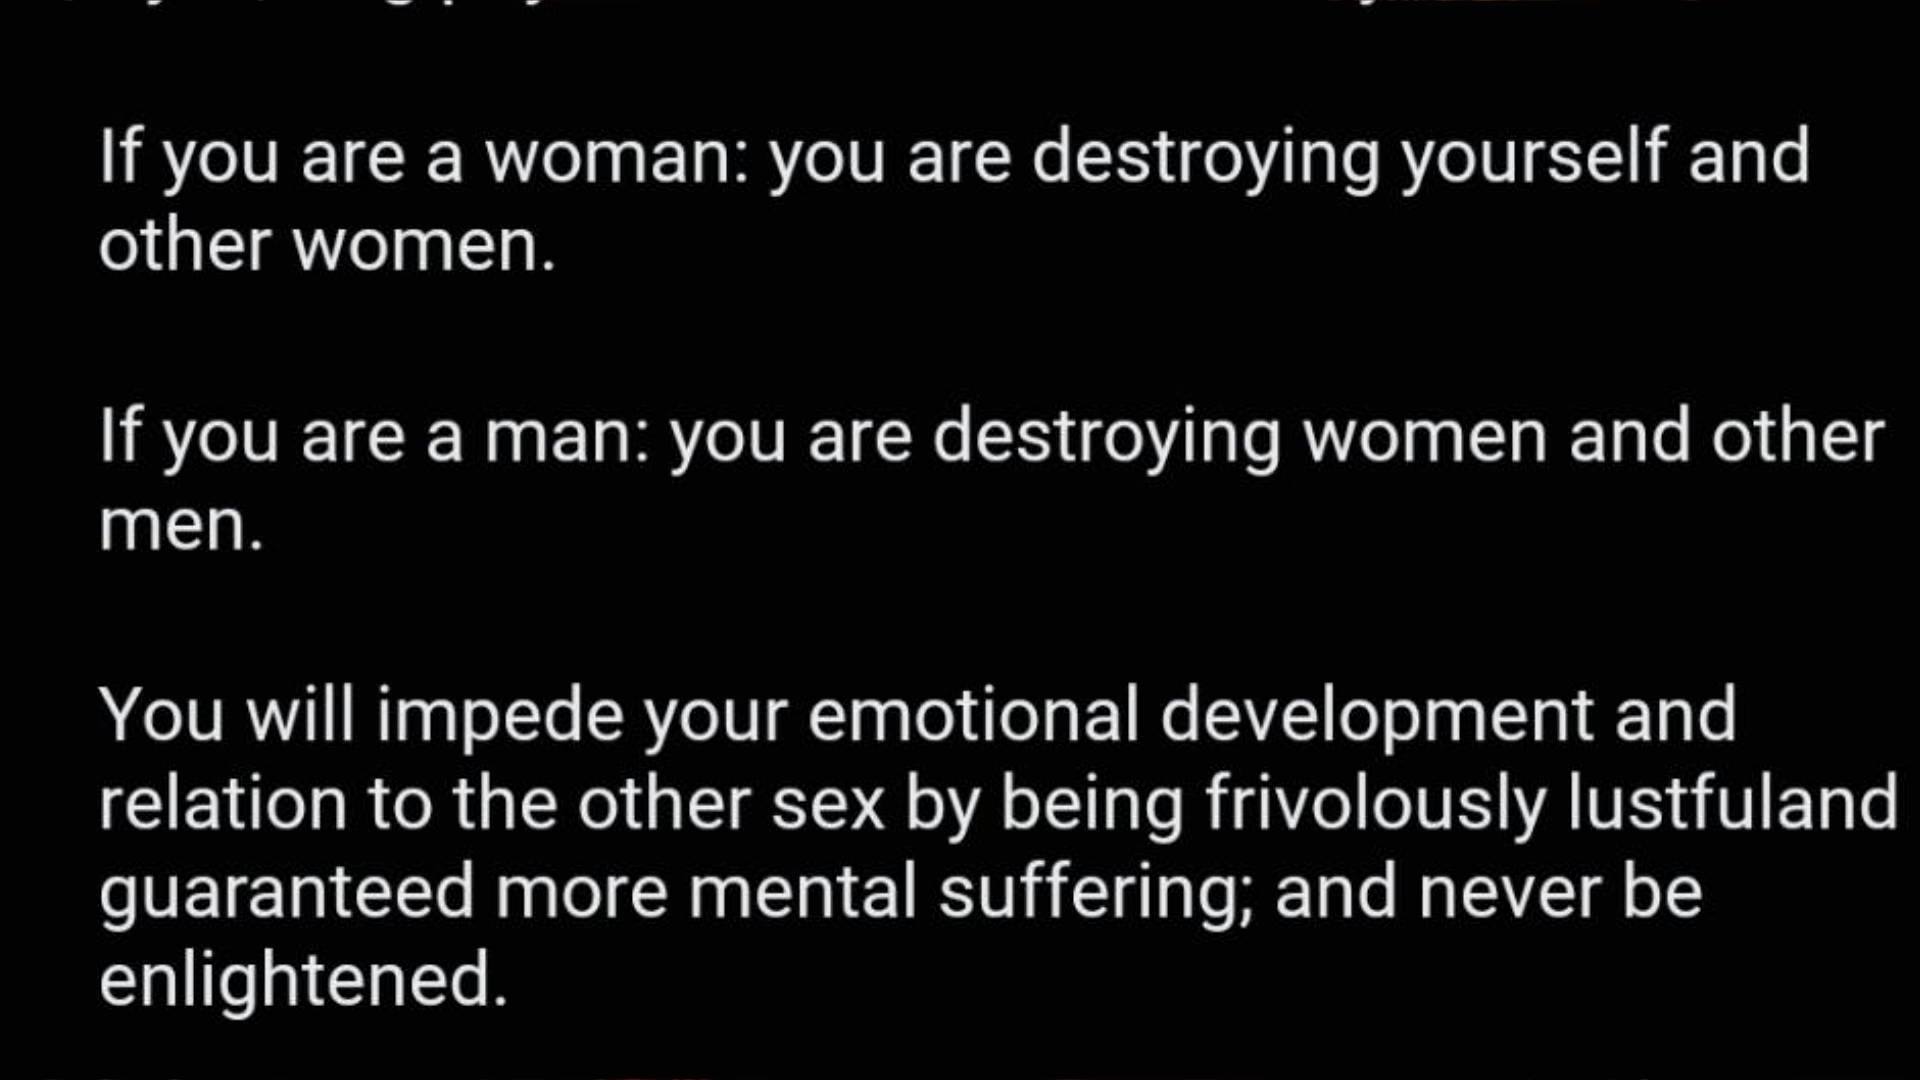 If you are a woman: you are destroying yourself and
other women.
If you are a man: you are destroying women and other
men.
You will impede your emotional development and
relation to the other sex by being frivolously lustfuland
guaranteed more mental suffering; and never be
enlightened.